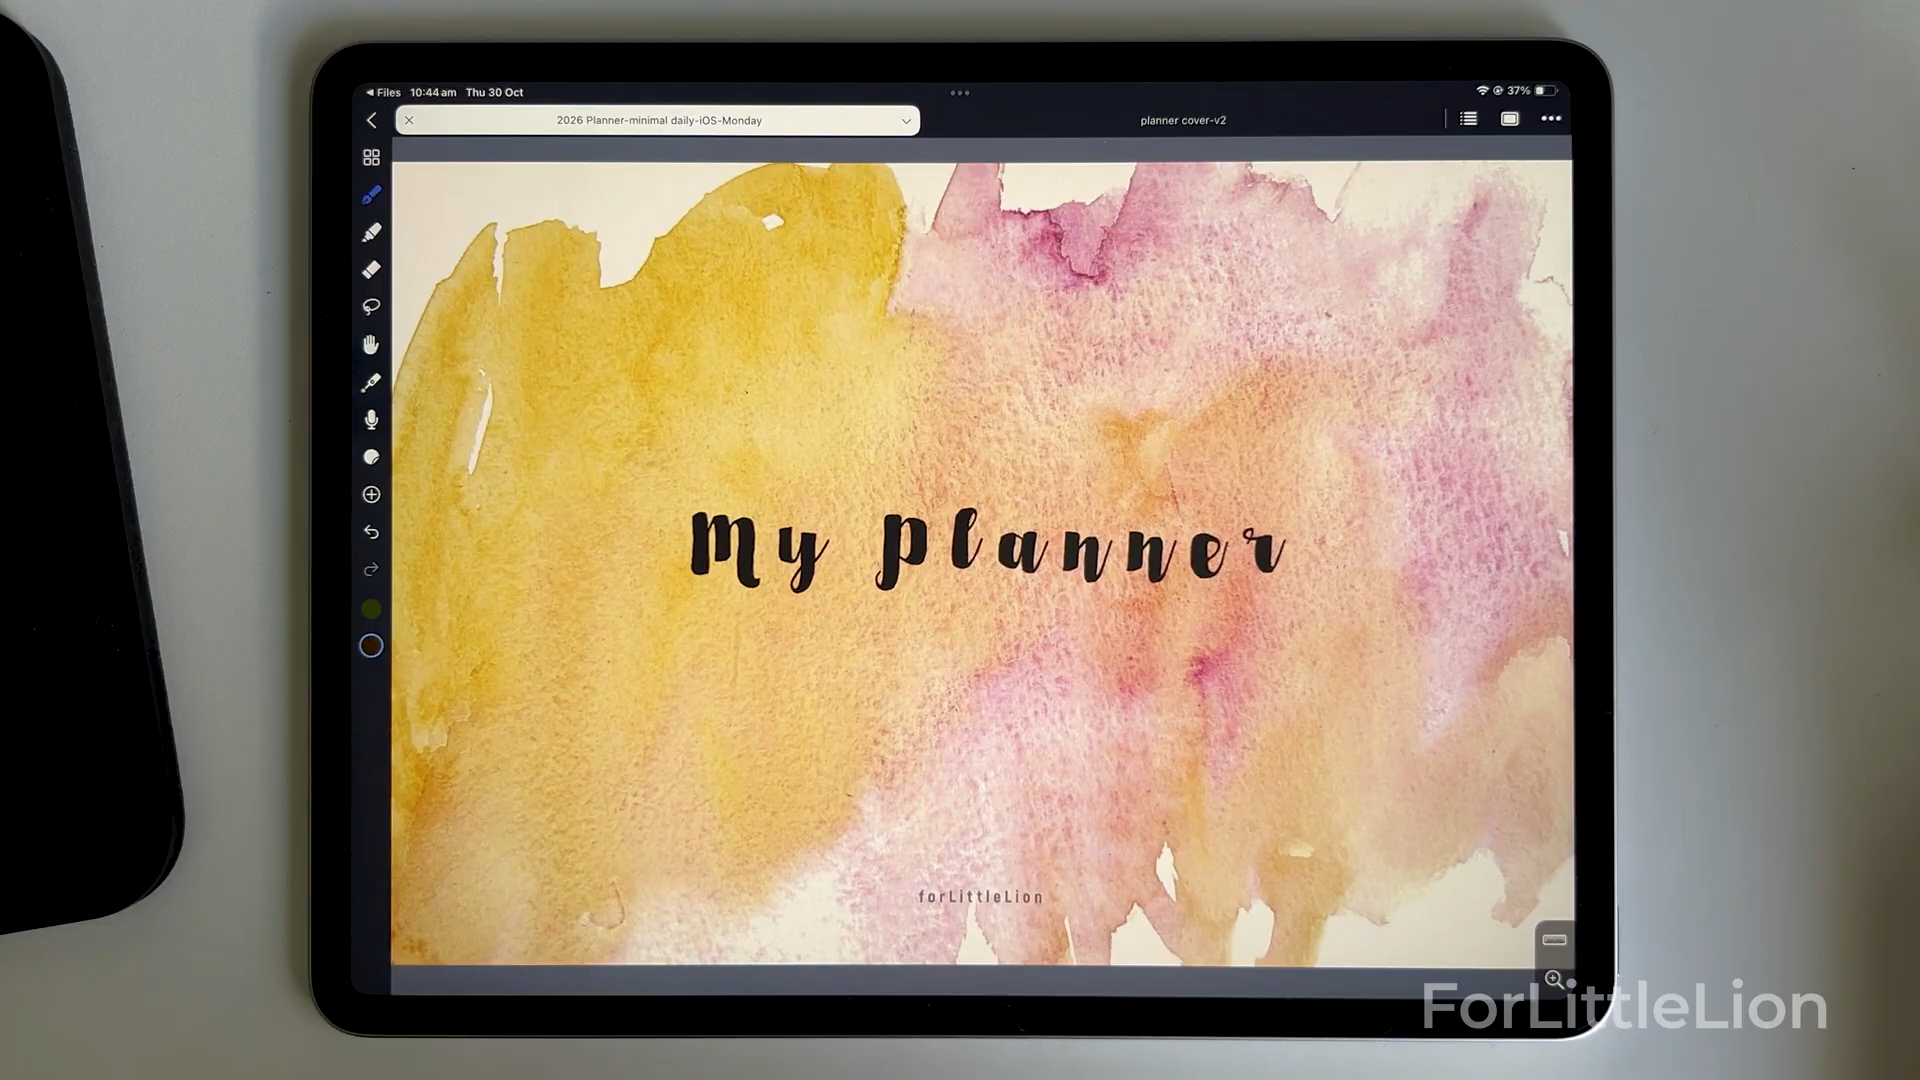 Files 10:44 am Thu 30 Oct
37%
2026 Planner-minimal daily-iOS-Monday
planner cover-v2
My Planner
forLittleLion
ForLittleLion